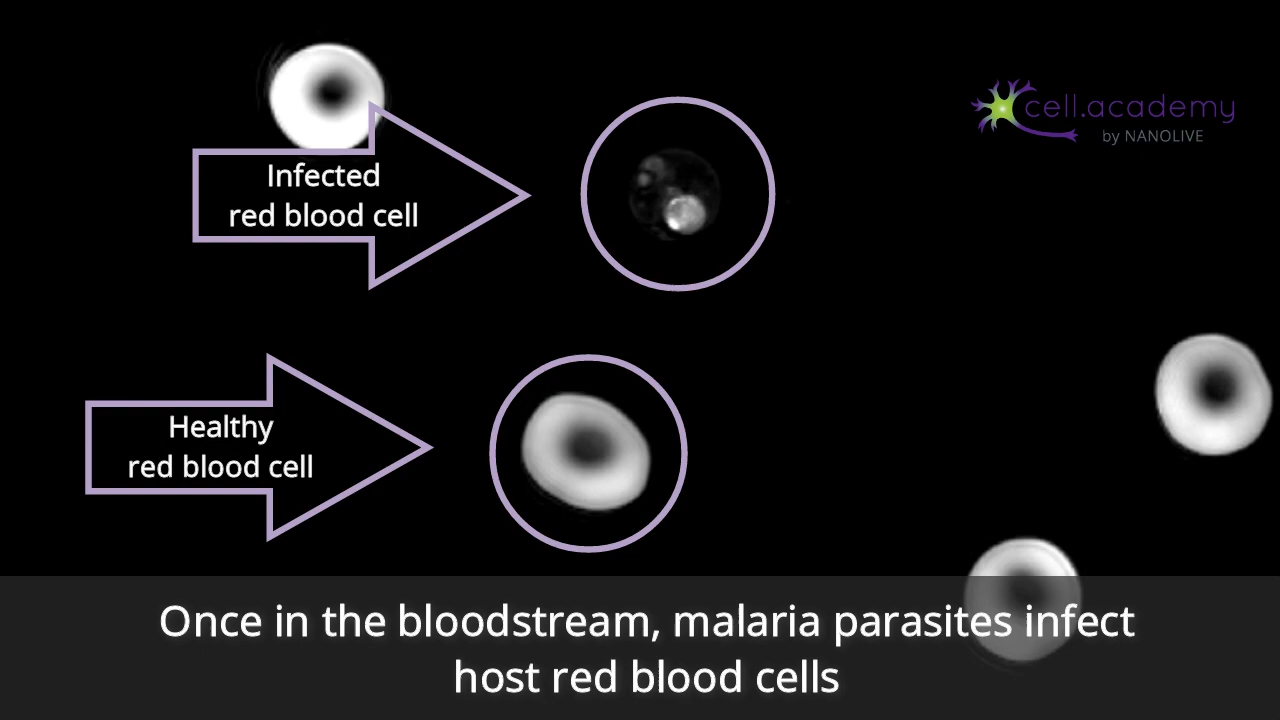 cell.academy
by NANOLIVE
Infected
red blood cell
Healthy
red blood cell
Once in the bloodstream, malaria parasites infect
host red blood cells